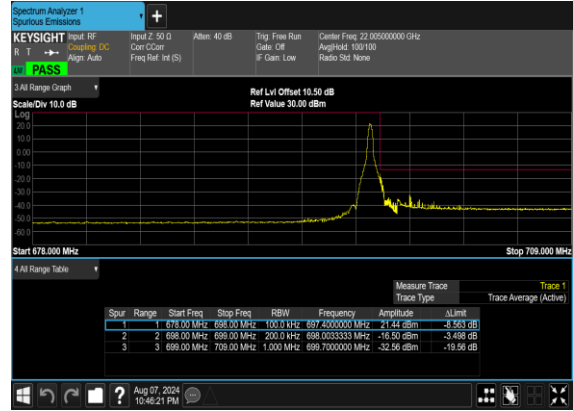 Spectrum Analyzer 1
Spurious Emissions
+
KEYSIGHT Input: RF Input Z: 50 Ω Atten: 40 dB Trig: Free Run Center Freq: 22.005000000 GHz
R T Coupling: DC Corr CCorr Gate: Off Avg|Hold: 100/100
Align: Auto Freq Ref: Int (S) IF Gain: Low Radio Std: None
PASS
3 All Range Graph
Ref Lvl Offset 10.50 dB
Scale/Div 10.0 dB Ref Value 30.00 dBm
Log
20.0
10.0
0.00
-10.0
-20.0
-30.0
-40.0
-50.0
-60.0
Start 678.000 MHz Stop 709.000 MHz
4 All Range Table
Measure Trace Trace 1
Trace Type Trace Average (Active)
Spur Range Start Freq Stop Freq RBW Frequency Amplitude ΔLimit
1 1 678.00 MHz 698.00 MHz 100.0 kHz 697.4000000 MHz 21.44 dBm -8.563 dB
2 2 698.00 MHz 699.00 MHz 200.0 kHz 698.0033333 MHz -16.50 dBm -3.498 dB
3 3 699.00 MHz 709.00 MHz 1.000 MHz 699.7000000 MHz -32.56 dBm -19.56 dB
? Aug 07, 2024
10:46:21 PM